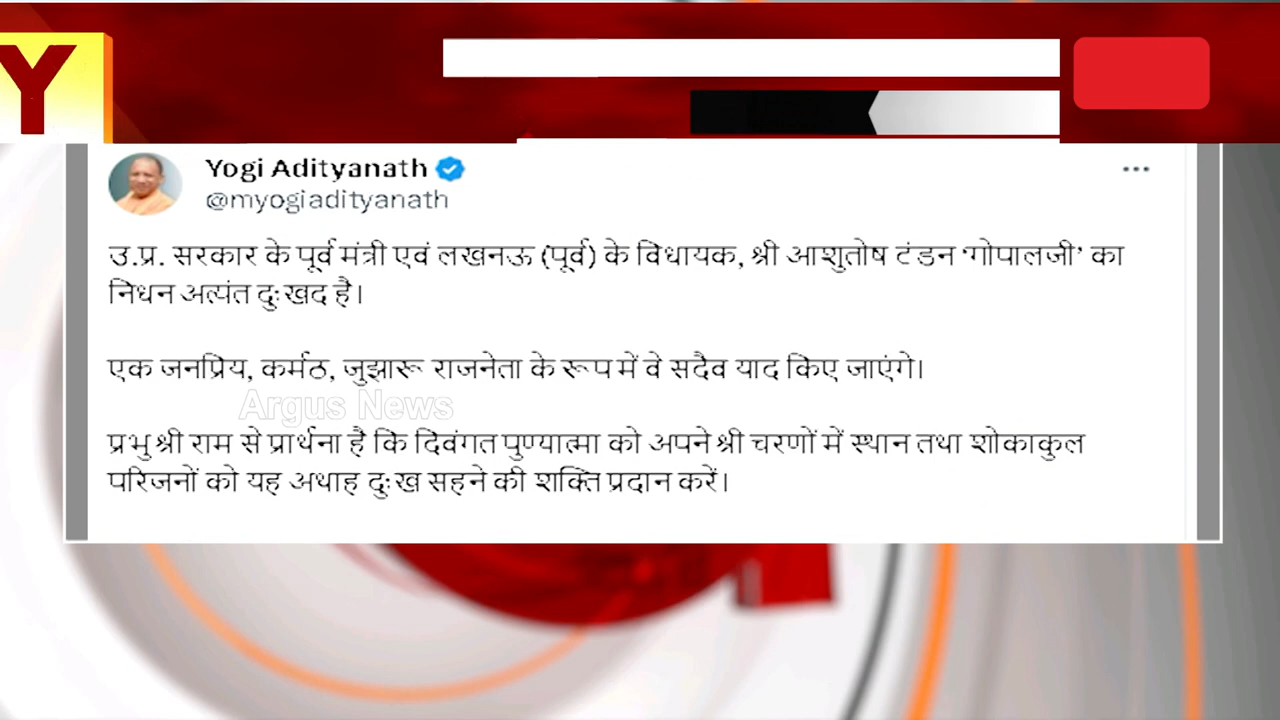 Y
Yogi Adityanath
@myogiadityanath
उ.प्र. सरकार के पूर्व मंत्री एवं लखनऊ (पूर्व) के विधायक, श्री आशुतोष टंडन ‘गोपालजी’ का
निधन अत्यंत दुःखद है।
एक जनप्रिय, कर्मठ, जुझारू राजनेता के रूप में वे सदैव याद किए जाएंगे।
Argus News
प्रभु श्री राम से प्रार्थना है कि दिवंगत पुण्यात्मा को अपने श्री चरणों में स्थान तथा शोकाकुल
परिजनों को यह अथाह दुःख सहने की शक्ति प्रदान करें।